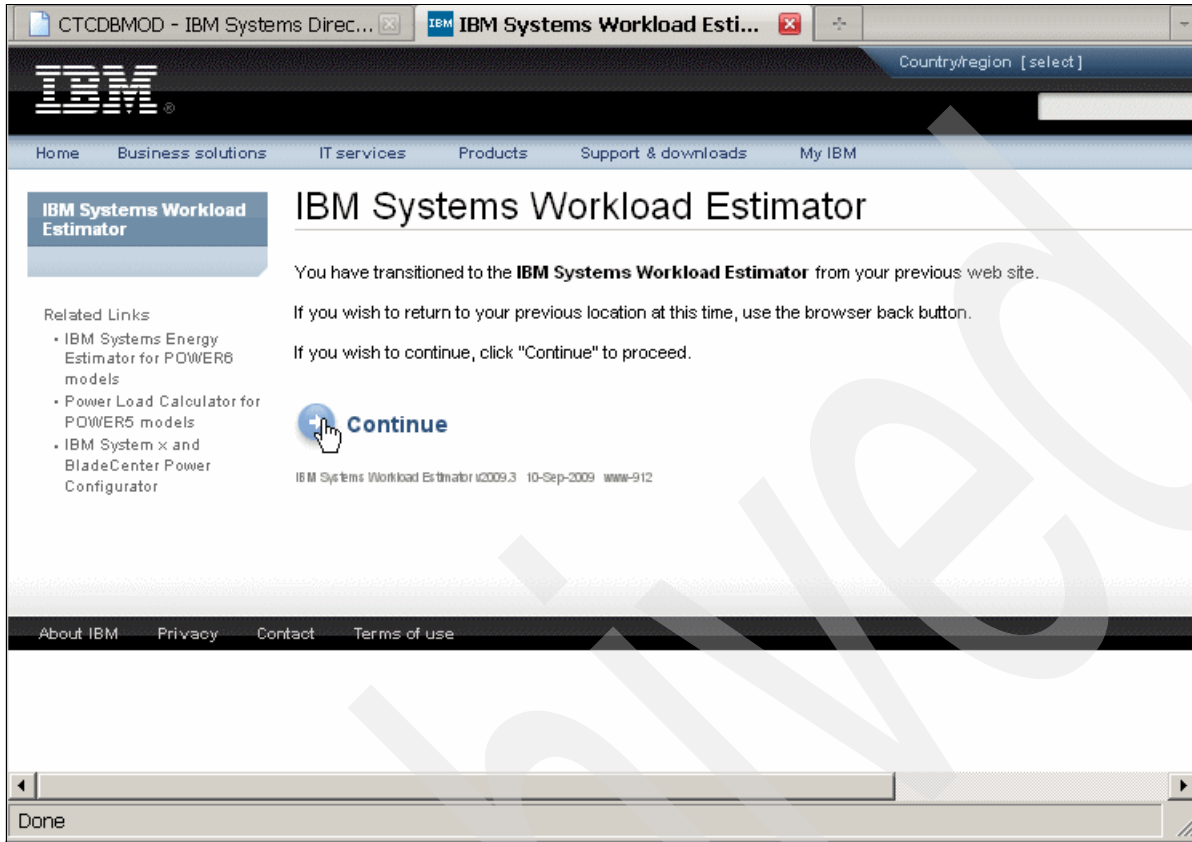 CTCDBMOD - IBM Systems Direc...
IBM IBM Systems Workload Esti...
Country/region [ select ]
IBM ®
Home Business solutions IT services Products Support & downloads My IBM
IBM Systems Workload
Estimator
IBM Systems Workload Estimator
You have transitioned to the IBM Systems Workload Estimator from your previous web site.
If you wish to return to your previous location at this time, use the browser back button.
If you wish to continue, click "Continue" to proceed.
Related Links
• IBM Systems Energy
Estimator for POWER6
models
• Power Load Calculator for
POWER5 models
• IBM System x and
BladeCenter Power
Configurator
Continue
IBM Systems Workload Estimator v2009.3 10-Sep-2009 www-912
About IBM Privacy Contact Terms of use
Done
hived